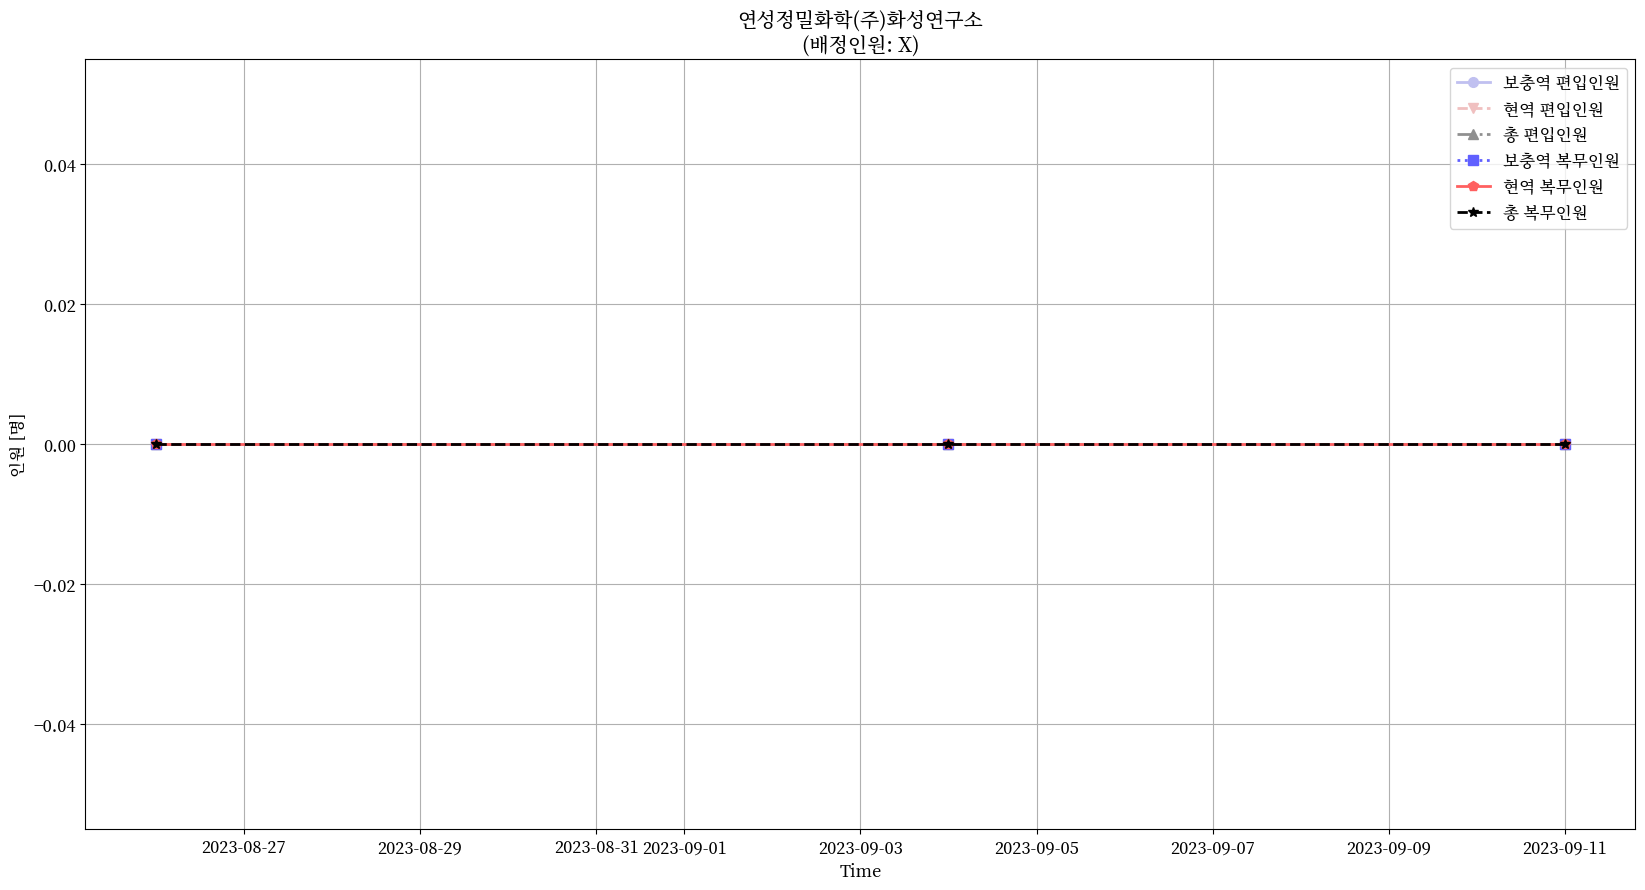 연성정밀화학(주)화성연구소
(배정인원: X)
보충역 편입인원
현역 편입인원
총 편입인원
보충역 복무인원
현역 복무인원
총 복무인원
인원 [명]
0.04
0.02
0.00
−0.02
−0.04
2023-08-27
2023-08-29
2023-08-31
2023-09-01
2023-09-03
2023-09-05
2023-09-07
2023-09-09
2023-09-11
Time